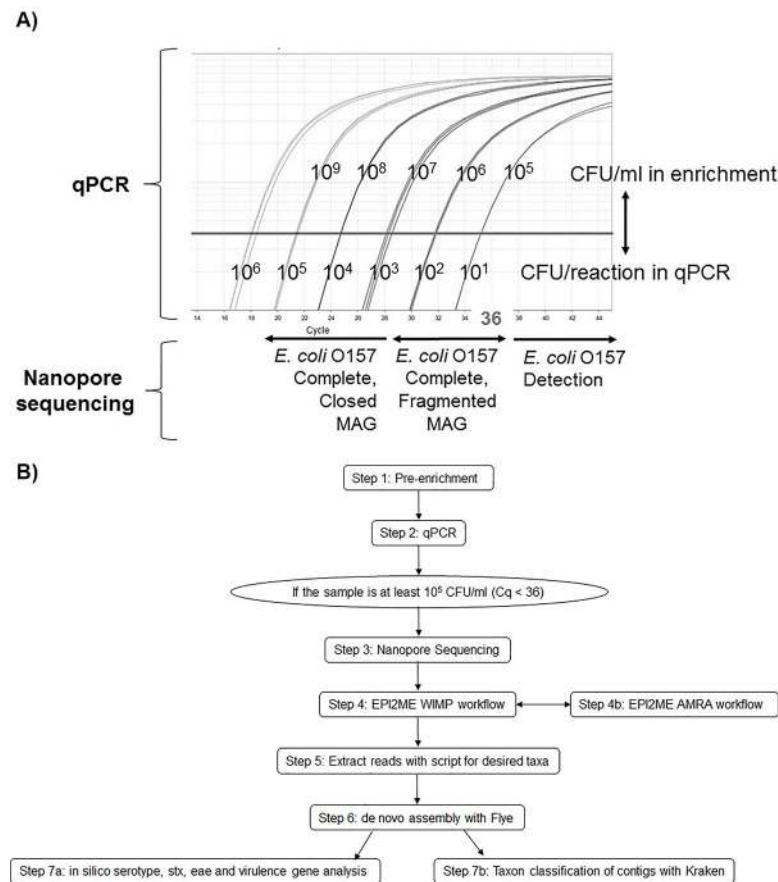 A)
qPCR
10⁹ 10⁸ 10⁷ 10⁶ 10⁵ CFU/ml in enrichment
10⁶ 10⁵ 10⁴ 10³ 10² 10¹ CFU/reaction in qPCR
14 16 18 20 22 24 26 28 30 32 34 36 38 40 42 44
Cycle
Nanopore
sequencing
E. coli O157
Complete,
Closed
MAG
E. coli O157
Complete,
Fragmented
MAG
E. coli O157
Detection
B)
Step 1: Pre-enrichment
Step 2: qPCR
If the sample is at least 10⁵ CFU/ml (Cq < 36)
Step 3: Nanopore Sequencing
Step 4: EPI2ME WIMP workflow
Step 4b: EPI2ME AMRA workflow
Step 5: Extract reads with script for desired taxa
Step 6: de novo assembly with Flye
Step 7a: in silico serotype, stx, eae and virulence gene analysis
Step 7b: Taxon classification of contigs with Kraken